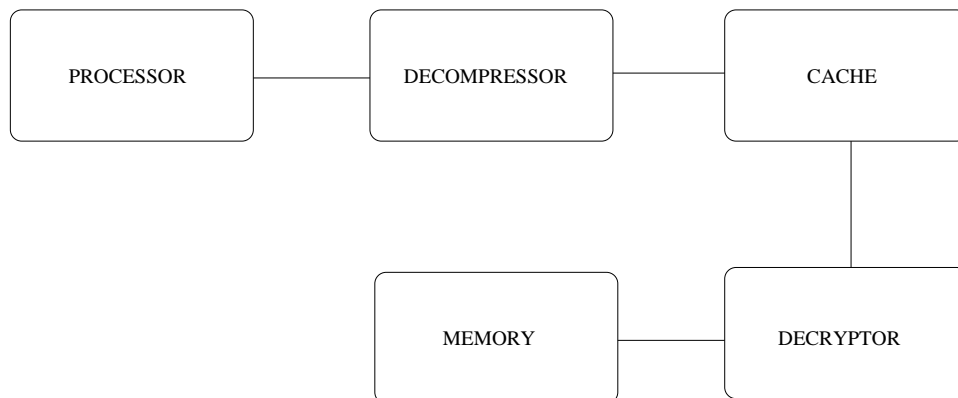 PROCESSOR
DECOMPRESSOR
CACHE
MEMORY
DECRYPTOR